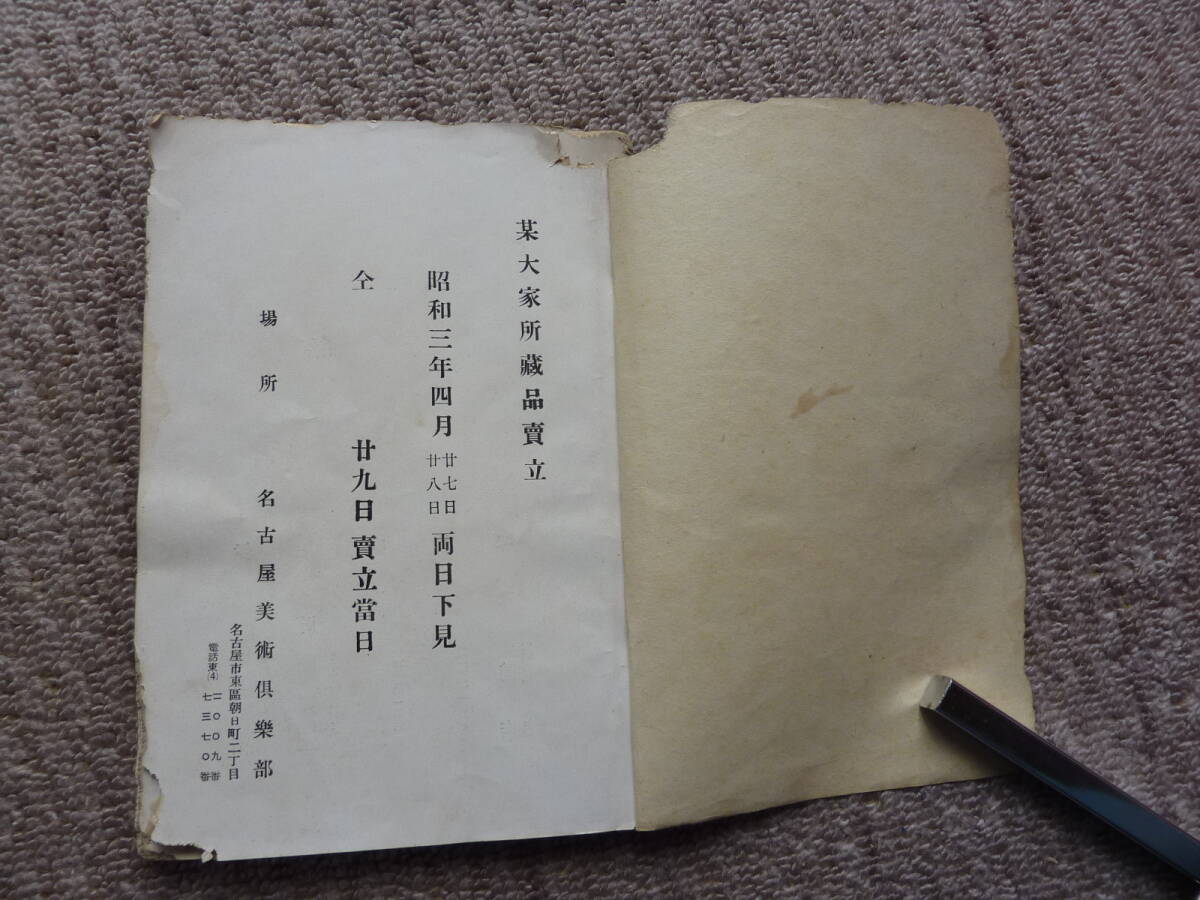 某大家所藏品賣立
昭和三年四月廿七日廿八日両日下見
仝 廿九日賣立當日
場所 名古屋美術倶樂部
名古屋市東區朝日町二丁目
電話東(4)二〇〇九番
七三七〇番